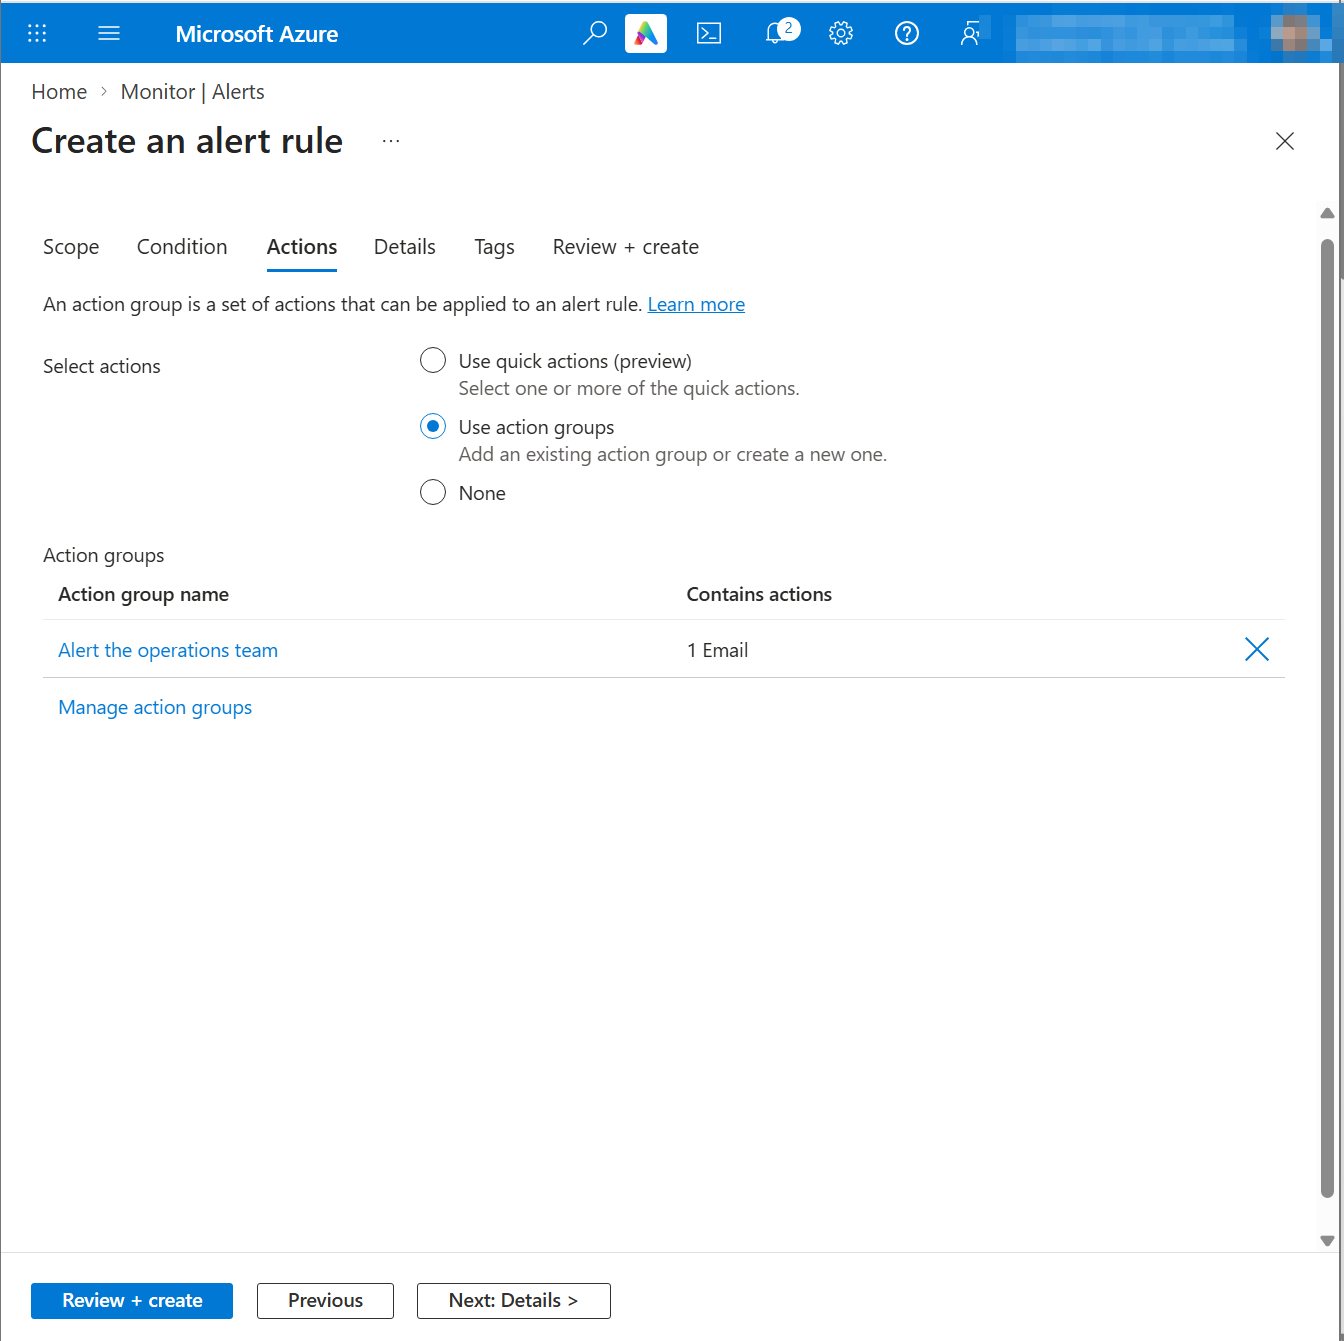 Microsoft Azure
2
Home > Monitor | Alerts
Create an alert rule ...
Scope Condition Actions Details Tags Review + create
An action group is a set of actions that can be applied to an alert rule. Learn more
Select actions
Use quick actions (preview)
Select one or more of the quick actions.
Use action groups
Add an existing action group or create a new one.
None
Action groups
Action group name Contains actions
Alert the operations team 1 Email
Manage action groups
Review + create Previous Next: Details >